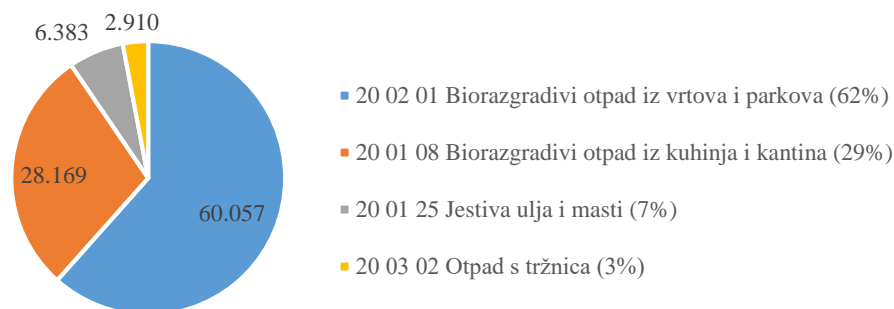 2.910
6.383
28.169
60.057
20 02 01 Biorazgradivi otpad iz vrtova i parkova (62%)
20 01 08 Biorazgradivi otpad iz kuhinja i kantina (29%)
20 01 25 Jestiva ulja i masti (7%)
20 03 02 Otpad s tržnica (3%)